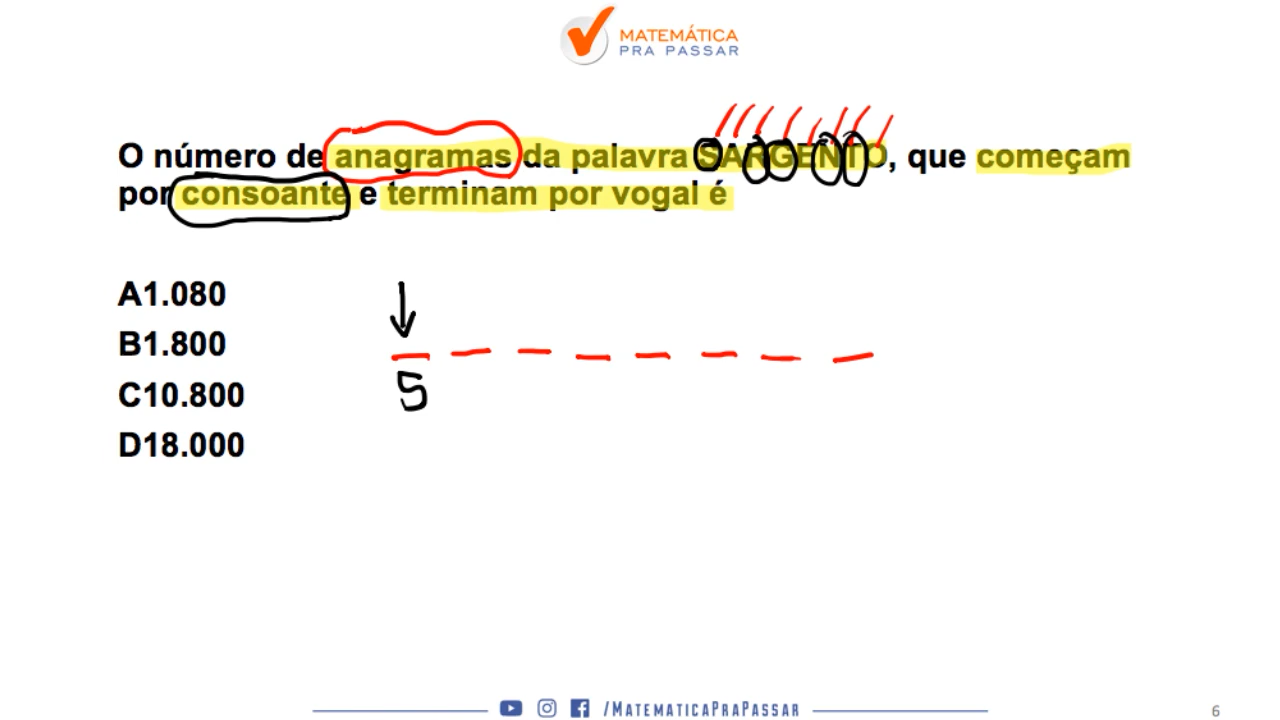 MATEMÁTICA
PRA PASSAR
O número de anagramas da palavra SARGENTO, que começam
por consoante e terminam por vogal é
A1.080
B1.800
C10.800
D18.000
5
/MATEMATICAPRAPASSAR
6